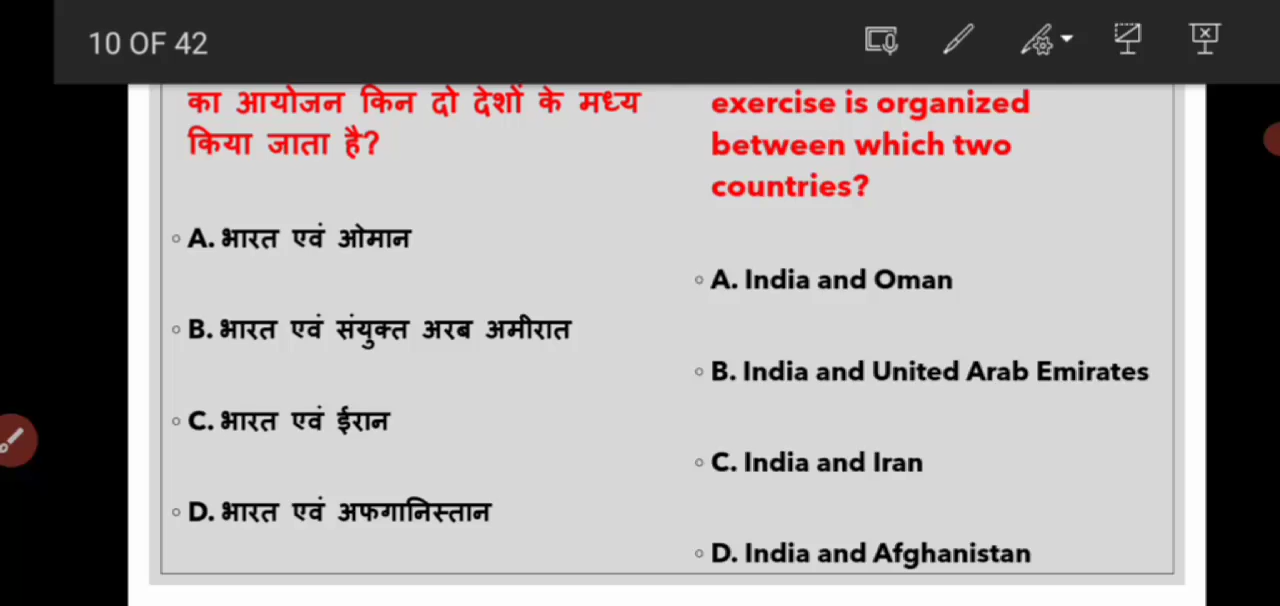 10 OF 42
का आयोजन किन दो देशों के मध्य
किया जाता है?
A. भारत एवं ओमान
B. भारत एवं संयुक्त अरब अमीरात
C. भारत एवं ईरान
D. भारत एवं अफगानिस्तान
exercise is organized
between which two
countries?
A. India and Oman
B. India and United Arab Emirates
C. India and Iran
D. India and Afghanistan